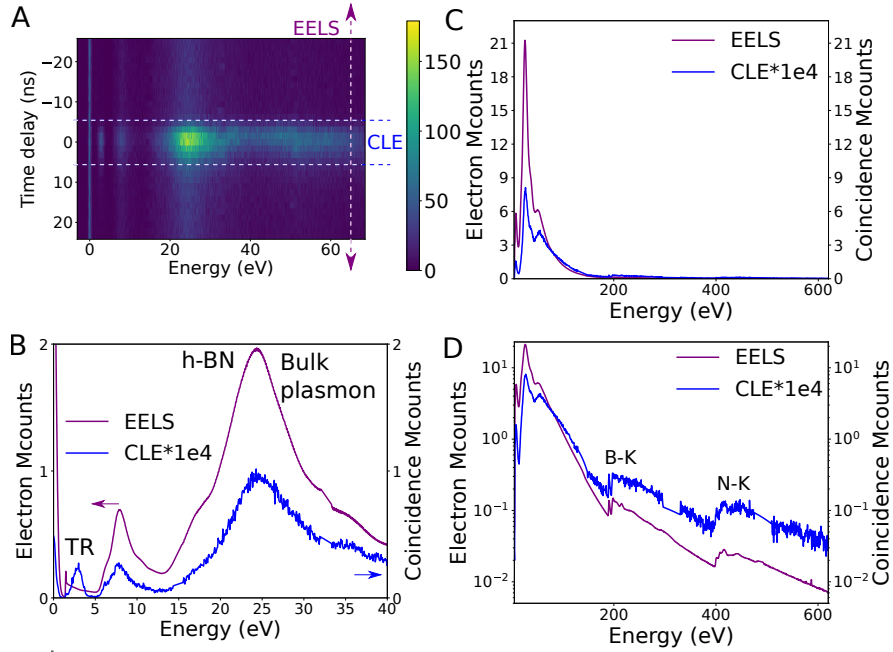 A
EELS
CLE
Time delay (ns)
−20
−10
0
10
20
0
20
40
60
Energy (eV)
150
100
50
0
C
EELS
CLE*1e4
Electron Mcounts
21
18
15
12
9
6
3
0
21
18
15
12
9
6
3
0
Coincidence Mcounts
200
400
600
Energy (eV)
B
h-BN
Bulk
plasmon
EELS
CLE*1e4
TR
Electron Mcounts
2
1
0
2
1
0
Coincidence Mcounts
0
5
10
15
20
25
30
35
40
Energy (eV)
D
EELS
CLE*1e4
B-K
N-K
Electron Mcounts
10¹
10⁰
10⁻¹
10⁻²
10¹
10⁰
10⁻¹
10⁻²
Coincidence Mcounts
0
200
400
600
Energy (eV)